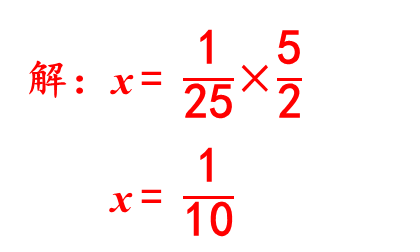 解：x = 1/25 × 5/2
x = 1/10